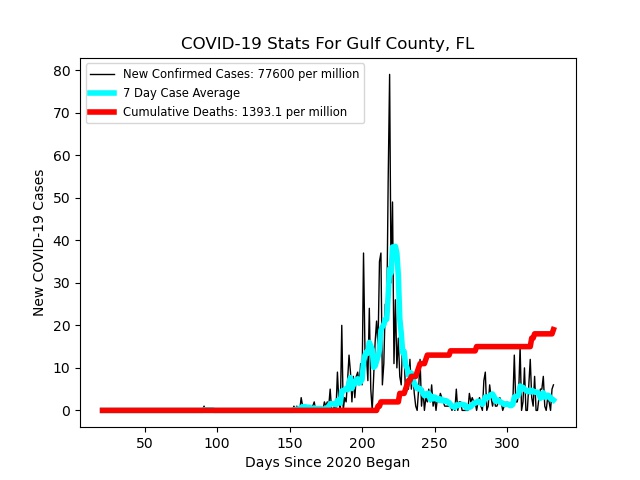 COVID-19 Stats For Gulf County, FL
New Confirmed Cases: 77600 per million
7 Day Case Average
Cumulative Deaths: 1393.1 per million
New COVID-19 Cases
80
70
60
50
40
30
20
10
0
50
100
150
200
250
300
Days Since 2020 Began